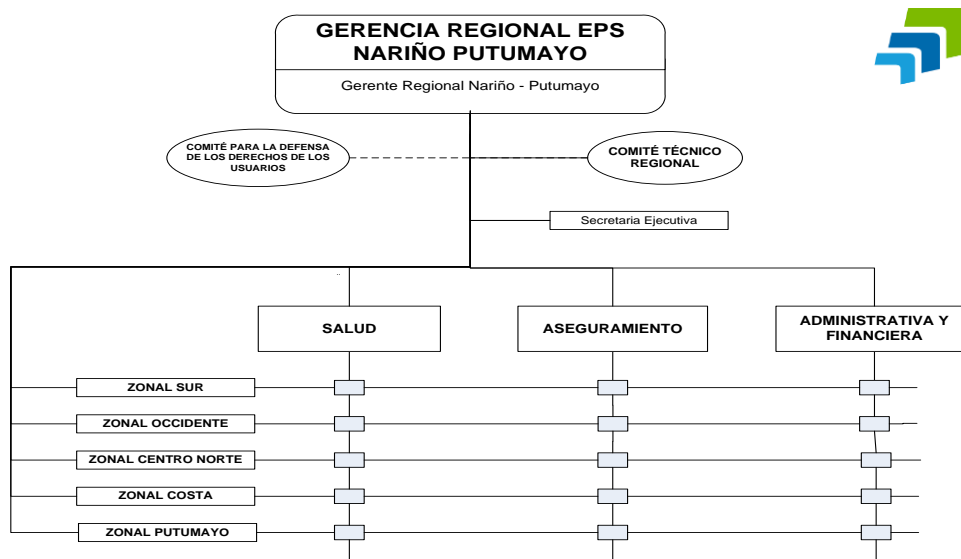 GERENCIA REGIONAL EPS
NARIÑO PUTUMAYO
Gerente Regional Nariño - Putumayo
COMITÉ PARA LA DEFENSA
DE LOS DERECHOS DE LOS
USUARIOS
COMITÉ TÉCNICO
REGIONAL
Secretaria Ejecutiva
..
SALUD
ASEGURAMIENTO
ADMINISTRATIVA Y
FINANCIERA
ZONAL SUR
ZONAL OCCIDENTE
ZONAL CENTRO NORTE
ZONAL COSTA
ZONAL PUTUMAYO